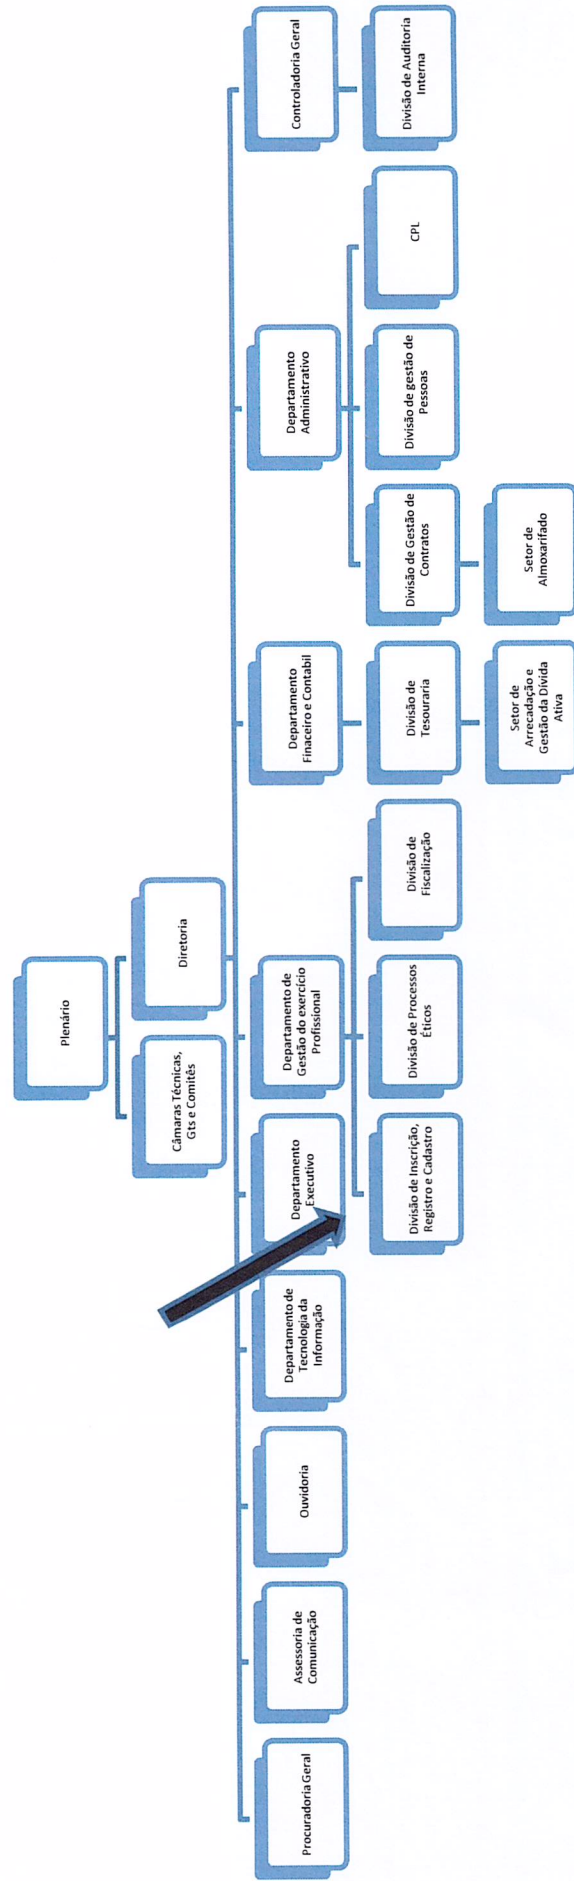 Plenário
Câmaras Técnicas,
Gts e Comitês
Diretoria
Procuradoria Geral
Assessoria de
Comunicação
Ouvidoria
Departamento de
Tecnologia da
Informação
Departamento
Executivo
Departamento de
Gestão do exercício
Profissional
Divisão de Inscrição,
Registro e Cadastro
Divisão de Processos
Éticos
Divisão de
Fiscalização
Departamento
Finaceiro e Contabil
Divisão de
Tesouraria
Setor de
Arrecadação e
Gestão da Dívida
Ativa
Departamento
Administrativo
Divisão de Gestão de
Contratos
Setor de
Almoxarifado
Divisão de gestão de
Pessoas
CPL
Controladoria Geral
Divisão de Auditoria
Interna